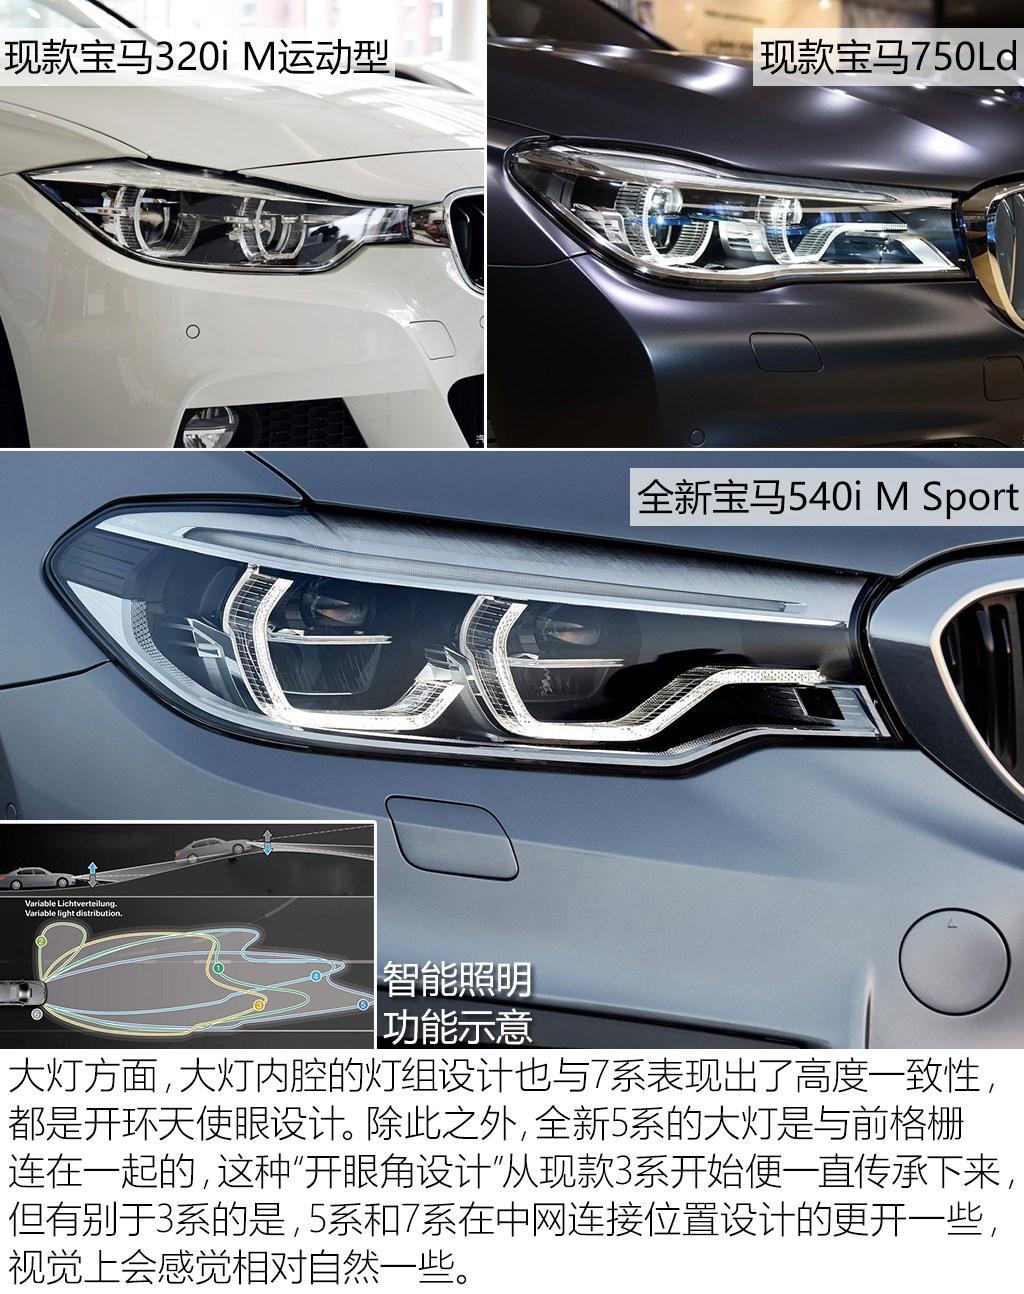 现款宝马320i M运动型
现款宝马750Ld
全新宝马540i M Sport
Variable Lichtverteilung.
Variable light distribution.
2
1
4
3
5
6
智能照明
功能示意
大灯方面，大灯内腔的灯组设计也与7系表现出了高度一致性，
都是开环天使眼设计。除此之外，全新5系的大灯是与前格栅
连在一起的，这种“开眼角设计”从现款3系开始便一直传承下来，
但有别于3系的是，5系和7系在中网连接位置设计的更开一些，
视觉上会感觉相对自然一些。